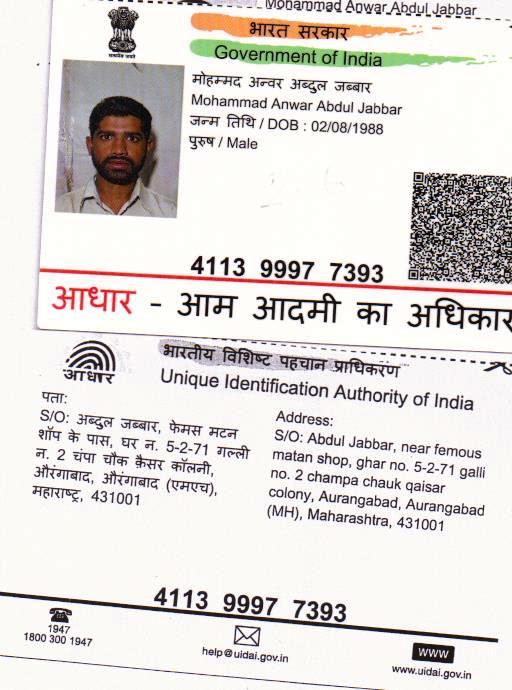 Mohammad Anwar Abdul Jabbar
सत्यमेव जयते
भारत सरकार
Government of India
मोहम्मद अन्वर अब्दुल जब्बार
Mohammad Anwar Abdul Jabbar
जन्म तिथि / DOB : 02/08/1988
पुरुष / Male
4113 9997 7393
आधार - आम आदमी का अधिकार
आधार
भारतीय विशिष्ट पहचान प्राधिकरण
Unique Identification Authority of India
पता:
S/O: अब्दुल जब्बार, फेमस मटन
शॉप के पास, घर न. 5-2-71 गल्ली
न. 2 चंपा चौक क़ैसर कॉलनी,
औरंगाबाद, औरंगाबाद (एमएच),
महाराष्ट्र, 431001
Address:
S/O: Abdul Jabbar, near femous
matan shop, ghar no. 5-2-71 galli
no. 2 champa chauk qaisar
colony, Aurangabad, Aurangabad
(MH), Maharashtra, 431001
4113 9997 7393
1947
1800 300 1947
help@uidai.gov.in
www
www.uidai.gov.in